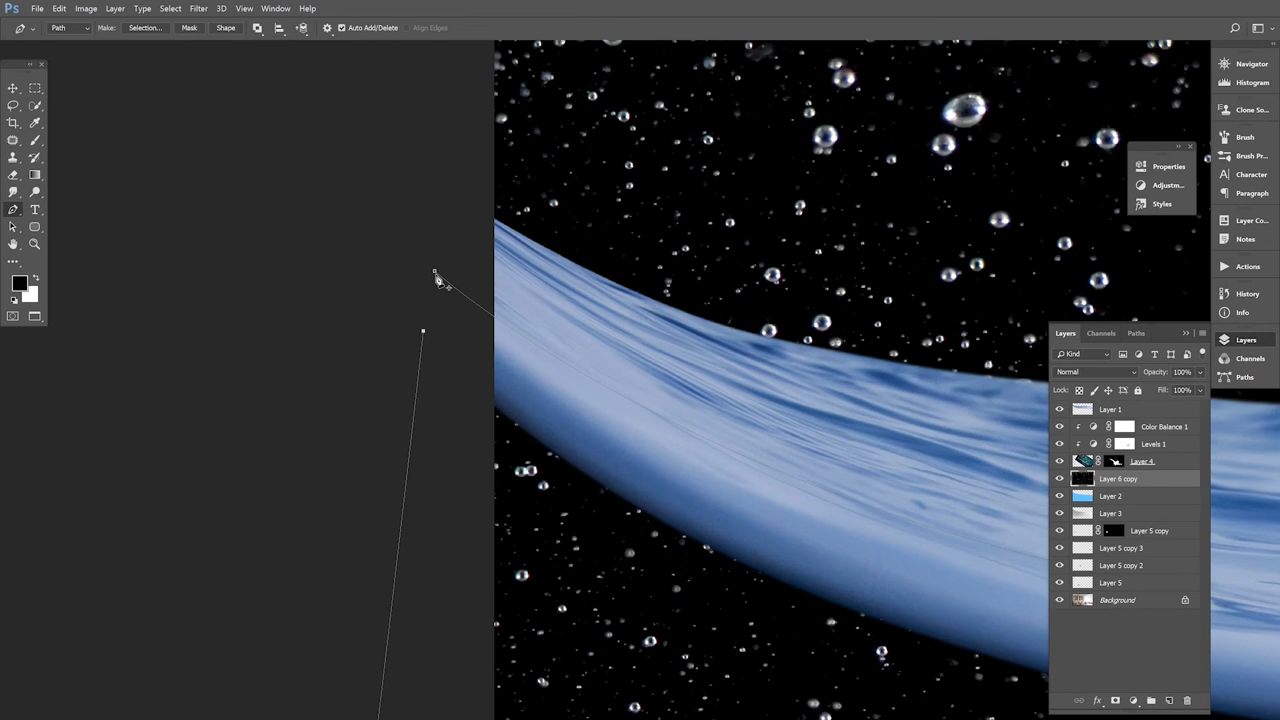 Ps File Edit Image Layer Type Select Filter 3D View Window Help
Path Make: Selection... Mask Shape Auto Add/Delete Align Edges
Navigator
Histogram
Clone So...
Brush
Brush Pr...
Character
Paragraph
Layer Co...
Notes
Actions
History
Info
Layers
Channels
Paths
Properties
Adjustm...
Styles
Layers Channels Paths
Kind
Normal Opacity: 100%
Lock: Fill: 100%
Layer 1
Color Balance 1
Levels 1
Layer 4
Layer 6 copy
Layer 2
Layer 3
Layer 5 copy
Layer 5 copy 3
Layer 5 copy 2
Layer 5
Background
fx
T